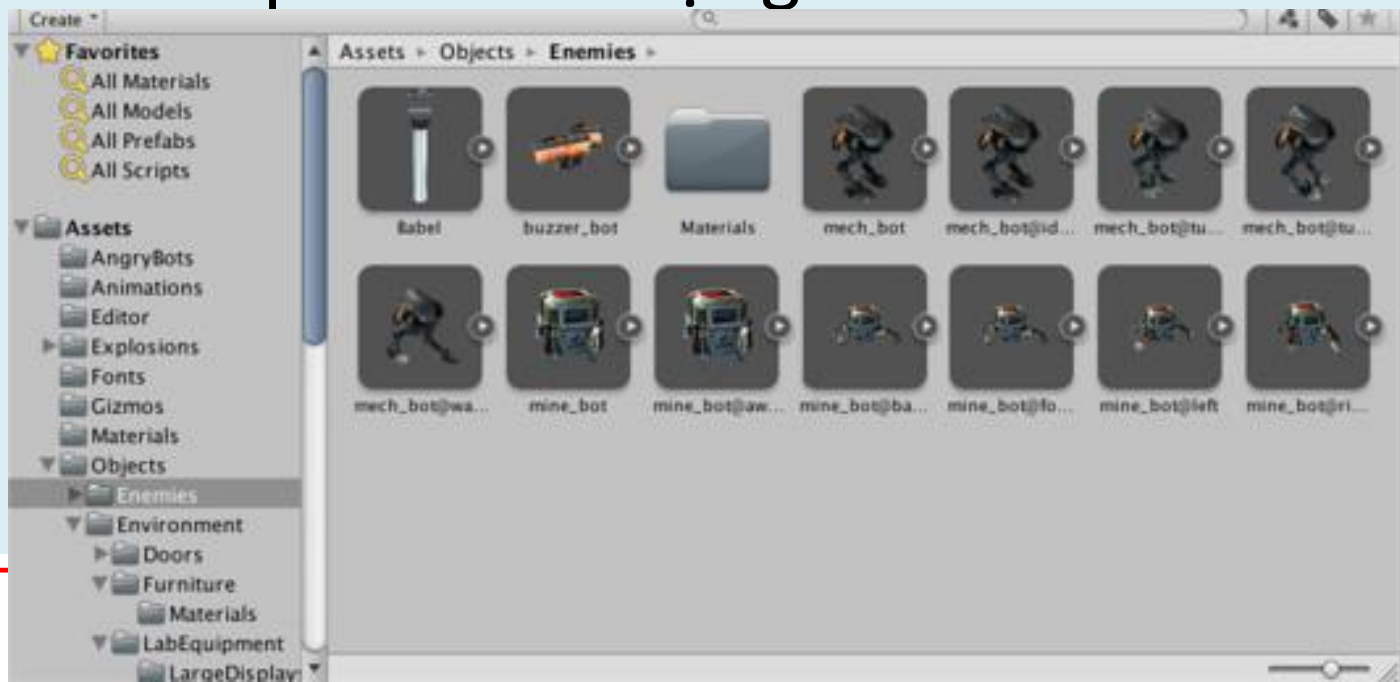 Create
Favorites
All Materials
All Models
All Prefabs
All Scripts
Assets
AngryBots
Animations
Editor
Explosions
Fonts
Gizmos
Materials
Objects
Enemies
Environment
Doors
Furniture
Materials
LabEquipment
LargeDisplay
Assets Objects Enemies
Babel buzzer_bot Materials mech_bot mech_bot@id... mech_bot@tu... mech_bot@tu...
mech_bot@wa... mine_bot mine_bot@aw... mine_bot@ba... mine_bot@fo... mine_bot@left mine_bot@ri...